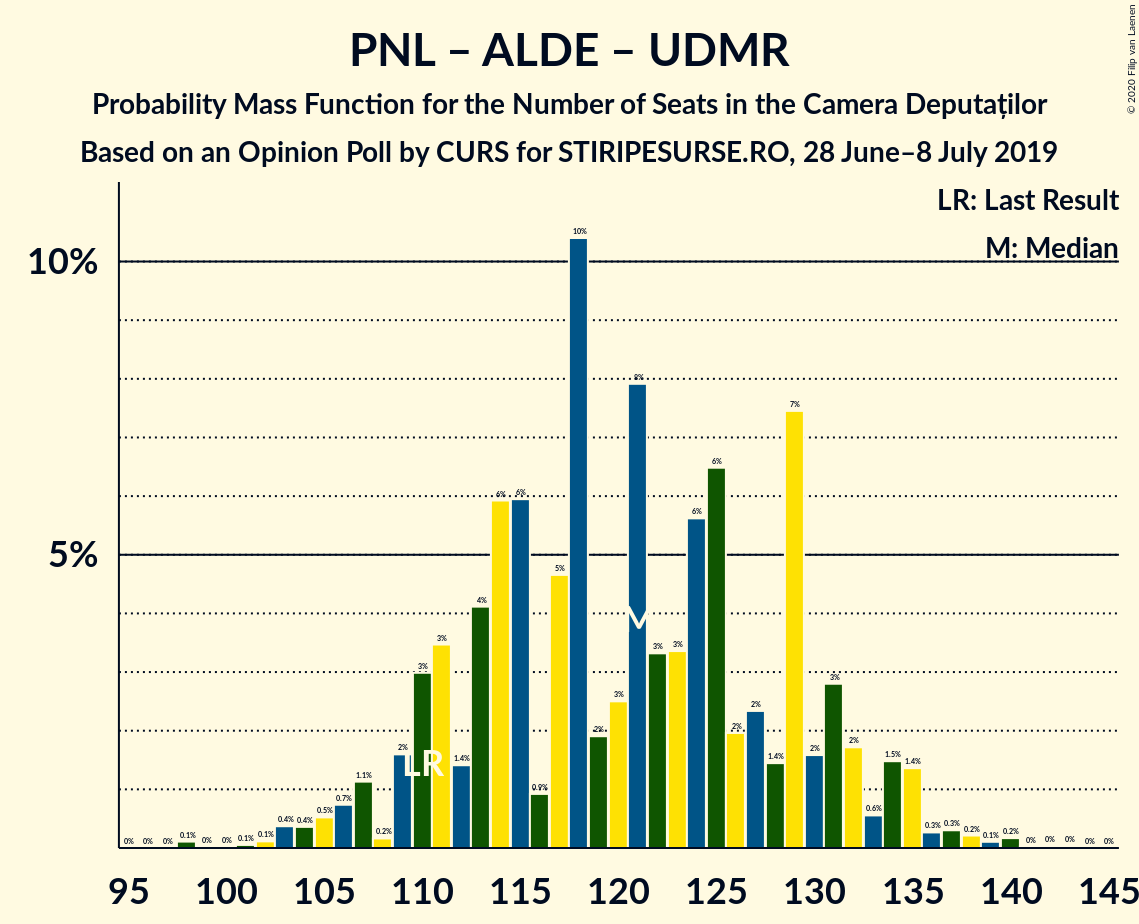 PNL – ALDE – UDMR
Probability Mass Function for the Number of Seats in the Camera Deputaților
Based on an Opinion Poll by CURS for STIRIPESURSE.RO, 28 June–8 July 2019
© 2020 Filip van Laenen
LR: Last Result
M: Median
10%
5%
0% 0% 0% 0.1% 0% 0% 0.1% 0.1% 0.4% 0.4% 0.5% 0.7% 1.1% 0.2% 2% 3% 3% 1.4% 4% 6% 6% 0.9% 5% 10% 2% 3% 8% 3% 3% 6% 6% 2% 2% 1.4% 7% 2% 3% 2% 0.6% 1.5% 1.4% 0.3% 0.3% 0.2% 0.1% 0.2% 0% 0% 0% 0% 0%
LR
M
95 100 105 110 115 120 125 130 135 140 145